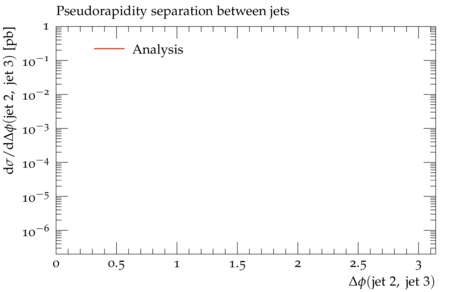 Pseudorapidity separation between jets
dσ/dΔϕ(jet 2, jet 3) [pb]
1
10⁻¹
10⁻²
10⁻³
10⁻⁴
10⁻⁵
10⁻⁶
Analysis
0 0.5 1 1.5 2 2.5 3
Δϕ(jet 2, jet 3)